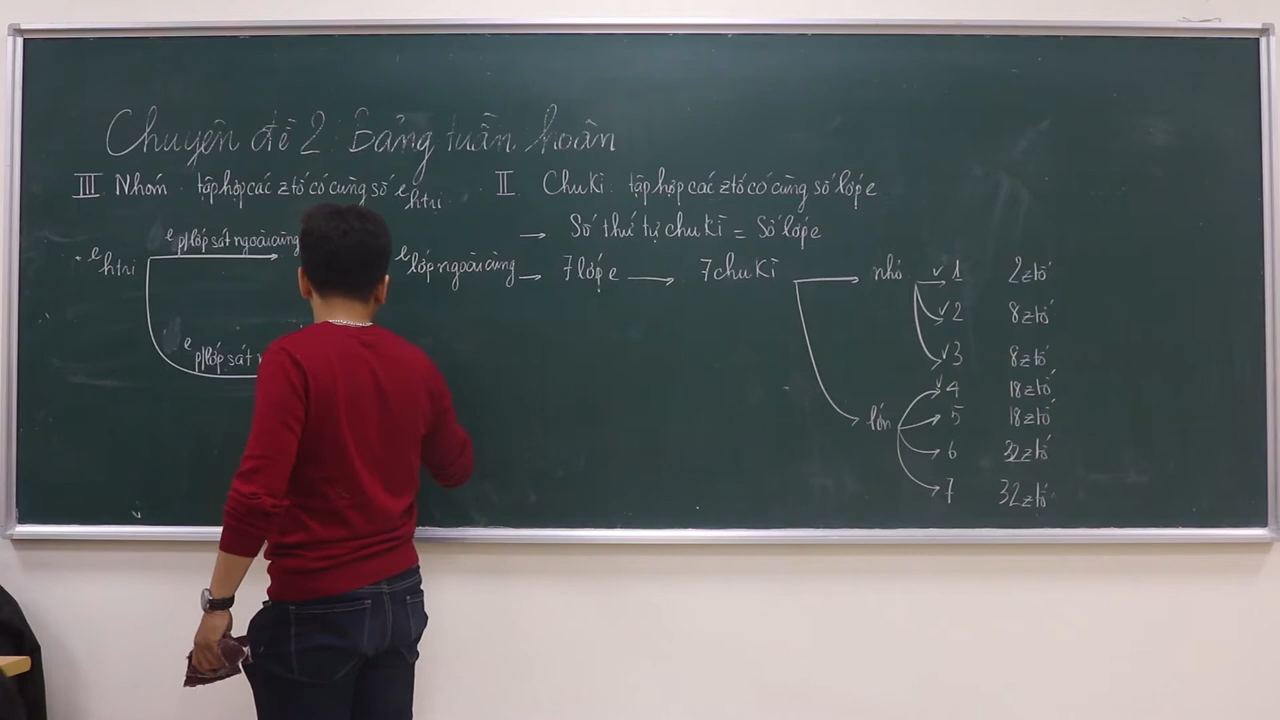 Chuyên đề 2: Bảng tuần hoàn
III Nhóm: tập hợp các ztố có cùng số e htri
e htri
e p/lớp sát ngoài cùng
e lớp ngoài cùng
e p/lớp sát
II Chu kì: tập hợp các ztố có cùng số lớp e
→ Số thứ tự chu kì = Số lớp e
→ 7 lớp e → 7 chu kì
nhỏ
√ 1 2 ztố
√ 2 8 ztố
√ 3 8 ztố
lớn
√ 4 18 ztố
5 18 ztố
6 32 ztố
7 32 ztố